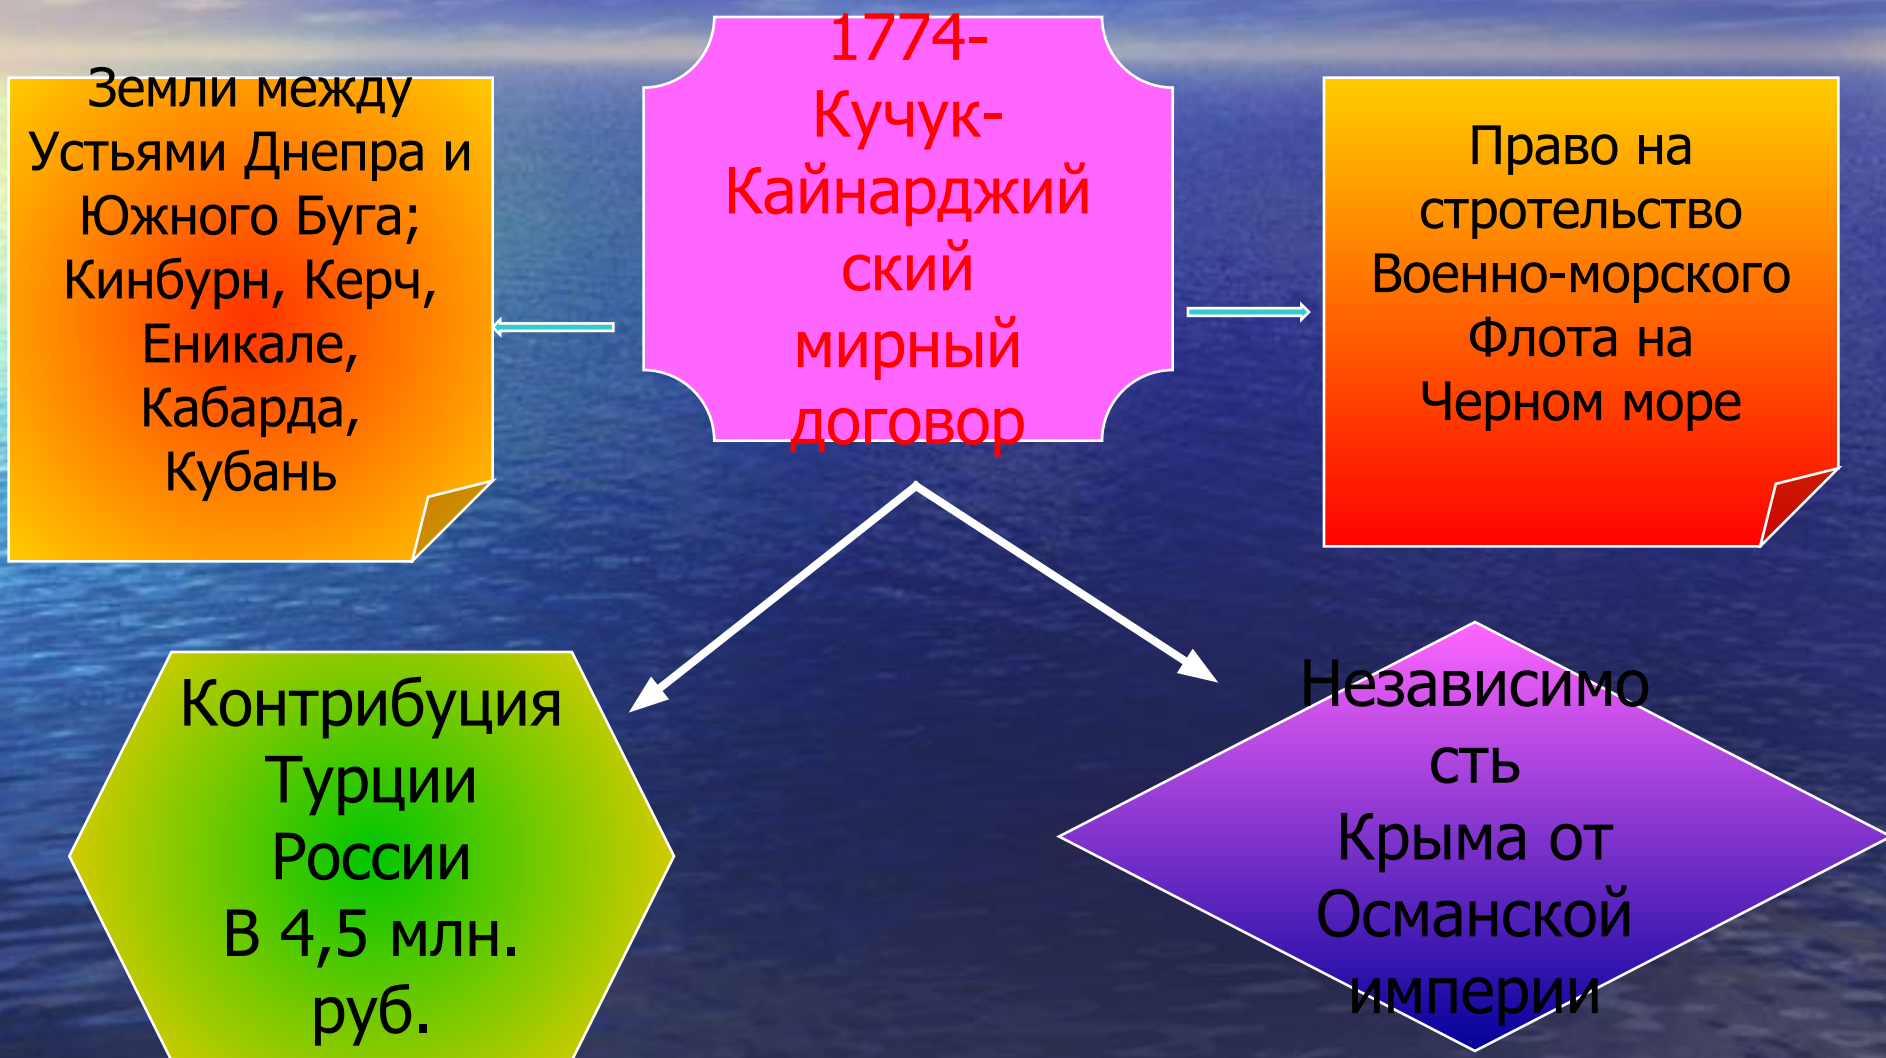 1774-
Кучук-
Кайнарджий
ский
мирный
договор
Земли между
Устьями Днепра и
Южного Буга;
Кинбурн, Керч,
Еникале,
Кабарда,
Кубань
Право на
стротельство
Военно-морского
Флота на
Черном море
Контрибуция
Турции
России
В 4,5 млн.
руб.
Независимо
сть
Крыма от
Османской
империи